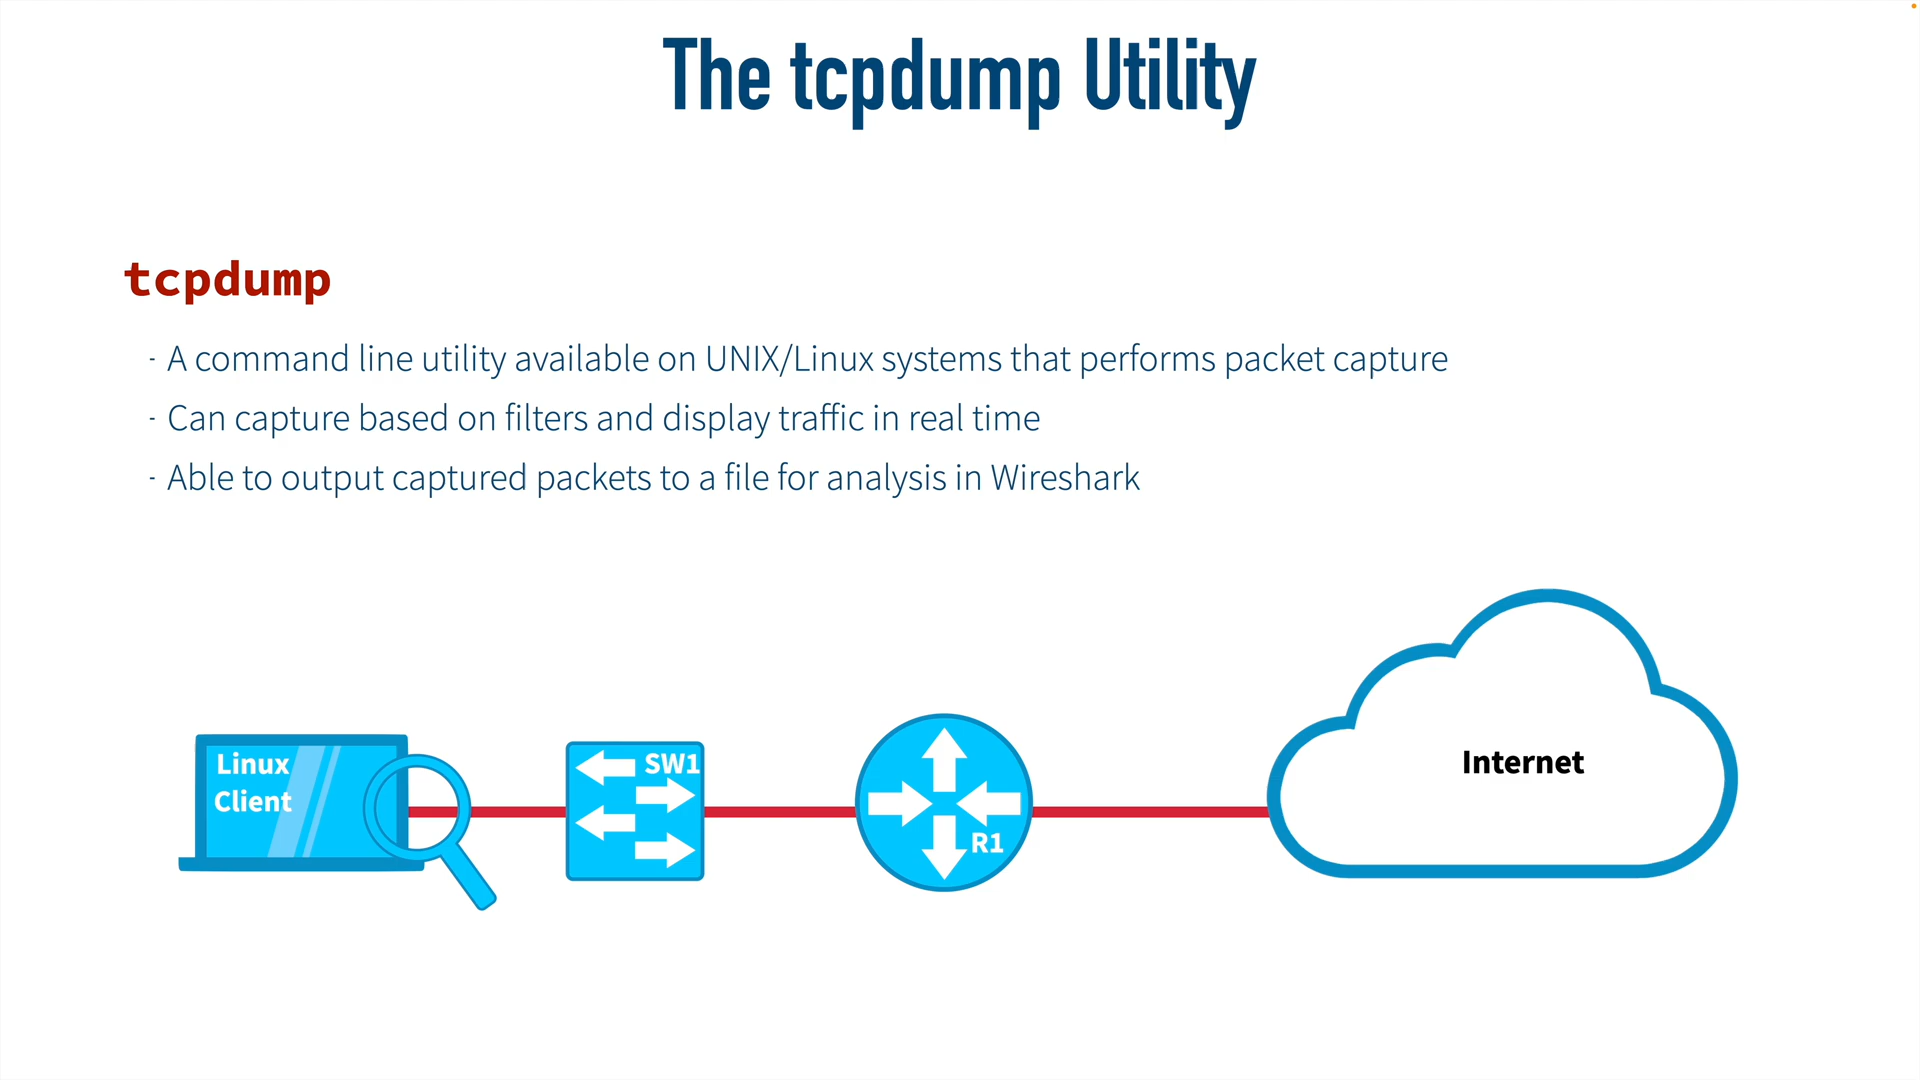 The tcpdump Utility
tcpdump
- A command line utility available on UNIX/Linux systems that performs packet capture
- Can capture based on filters and display traffic in real time
- Able to output captured packets to a file for analysis in Wireshark
Linux
Client
SW1
R1
Internet